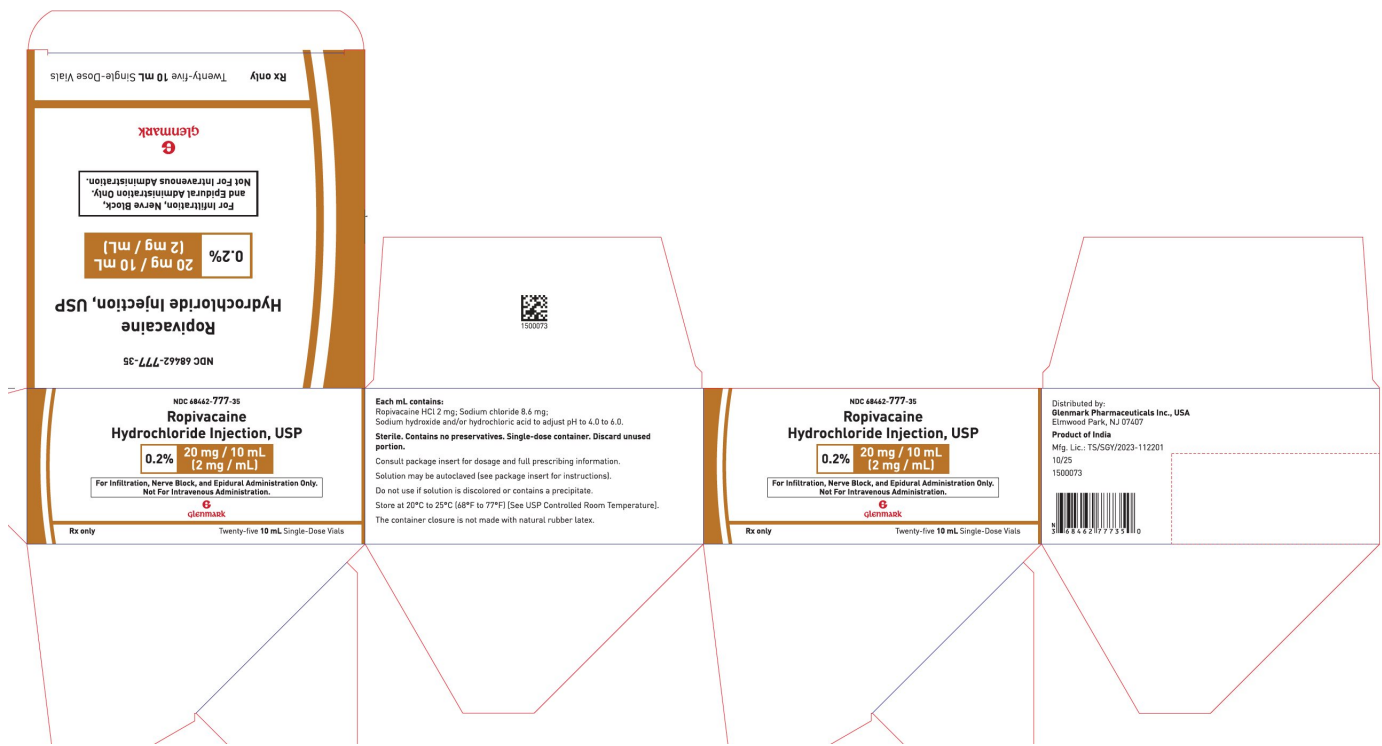 Rx only Twenty-five 10 mL Single-Dose Vials
Glenmark
For Infiltration, Nerve Block,
and Epidural Administration Only.
Not For Intravenous Administration.
0.2%
20 mg / 10 mL
(2 mg / mL)
Ropivacaine
Hydrochloride Injection, USP
NDC 68462-777-35
1500073
NDC 68462-777-35
Ropivacaine
Hydrochloride Injection, USP
0.2%
20 mg / 10 mL
(2 mg / mL)
For Infiltration, Nerve Block, and Epidural Administration Only.
Not For Intravenous Administration.
Glenmark
Rx only Twenty-five 10 mL Single-Dose Vials
Each mL contains:
Ropivacaine HCl 2 mg; Sodium chloride 8.6 mg;
Sodium hydroxide and/or hydrochloric acid to adjust pH to 4.0 to 6.0.
Sterile. Contains no preservatives. Single-dose container. Discard unused
portion.
Consult package insert for dosage and full prescribing information.
Solution may be autoclaved (see package insert for instructions).
Do not use if solution is discolored or contains a precipitate.
Store at 20°C to 25°C (68°F to 77°F) [See USP Controlled Room Temperature].
The container closure is not made with natural rubber latex.
NDC 68462-777-35
Ropivacaine
Hydrochloride Injection, USP
0.2%
20 mg / 10 mL
(2 mg / mL)
For Infiltration, Nerve Block, and Epidural Administration Only.
Not For Intravenous Administration.
Glenmark
Rx only Twenty-five 10 mL Single-Dose Vials
Distributed by:
Glenmark Pharmaceuticals Inc., USA
Elmwood Park, NJ 07407
Product of India
Mfg. Lic.: TS/SGY/2023-112201
10/25
1500073
N
3 68462 77735 0